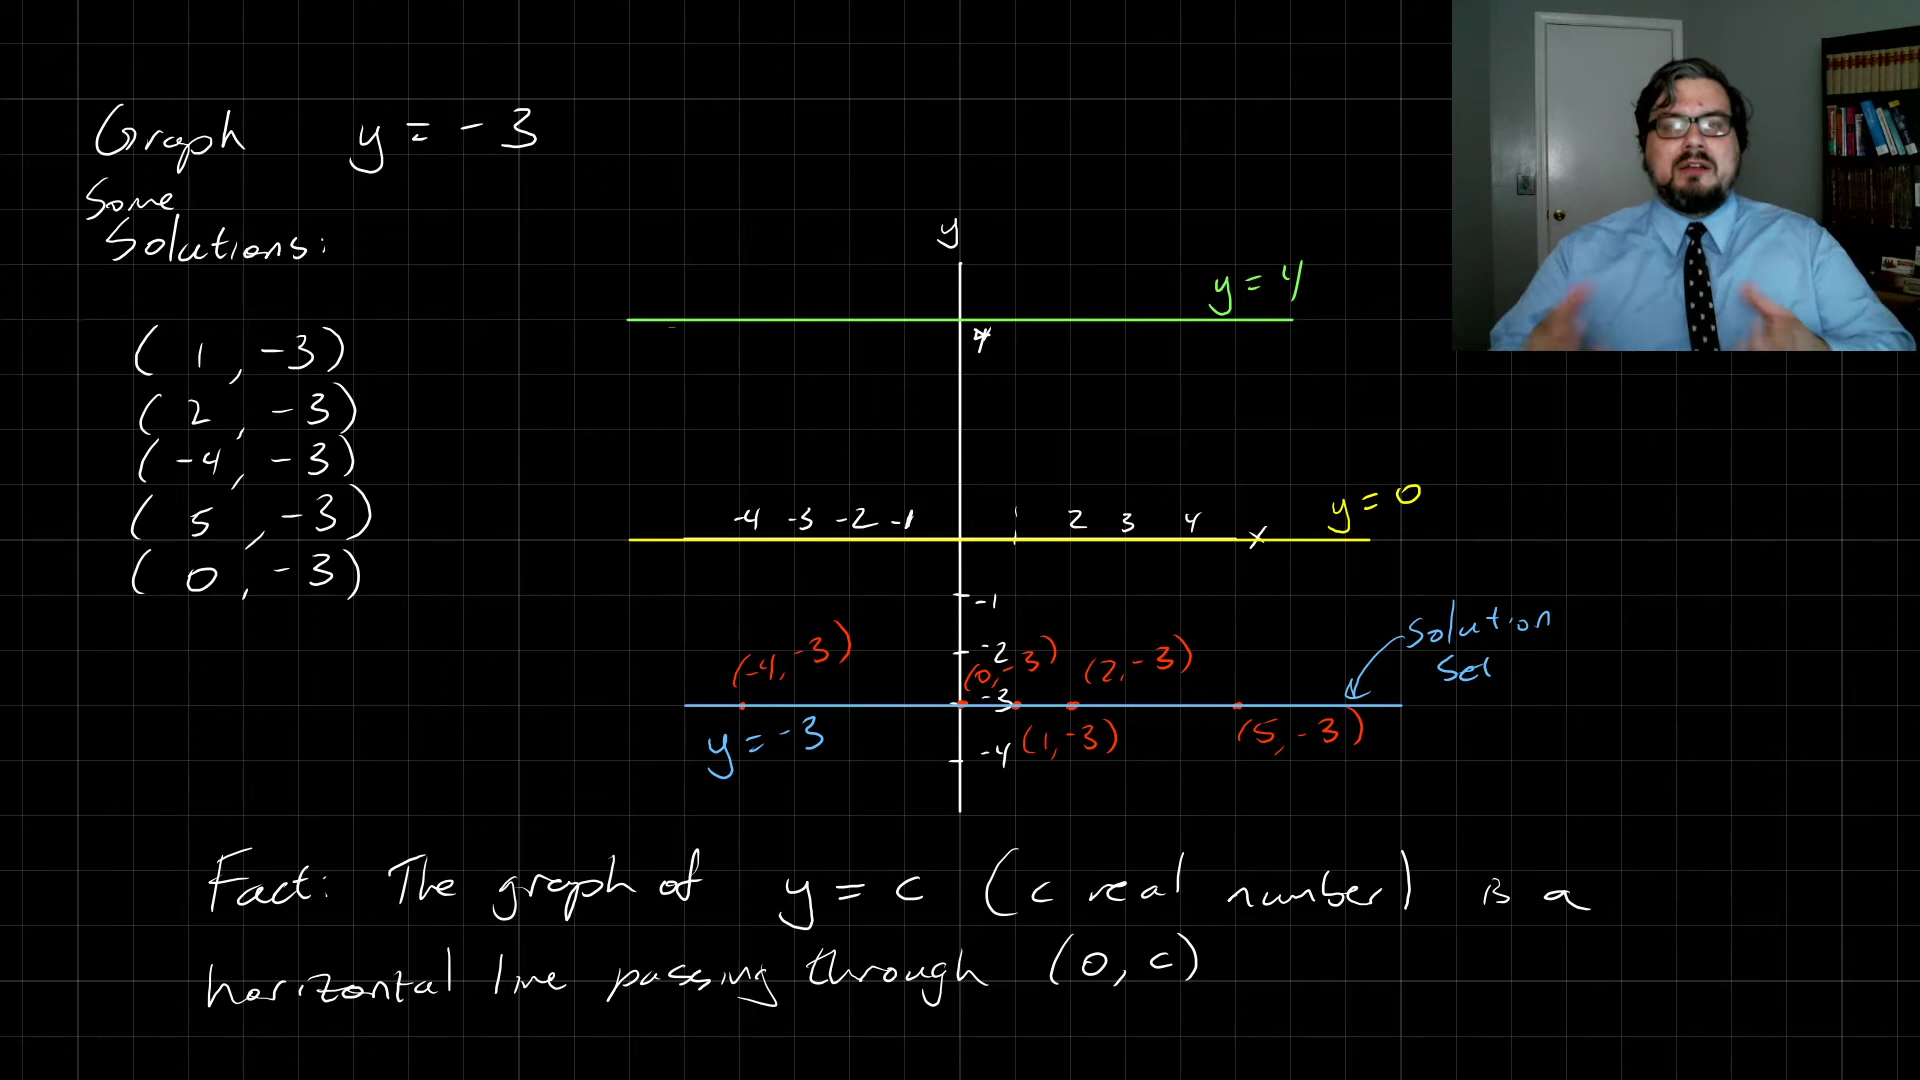 Graph y = -3
Some
Solutions:
(1, -3)
(2, -3)
(-4, -3)
(5, -3)
(0, -3)
y
y = 4
4
-4 -3 -2 -1 1 2 3 4 x
y = 0
-1
-2
-3
-4
(-4, -3)
(0, -3)
(2, -3)
(1, -3)
(5, -3)
y = -3
Solution
Set
Fact: The graph of y = c (c real number) is a
horizontal line passing through (0, c)